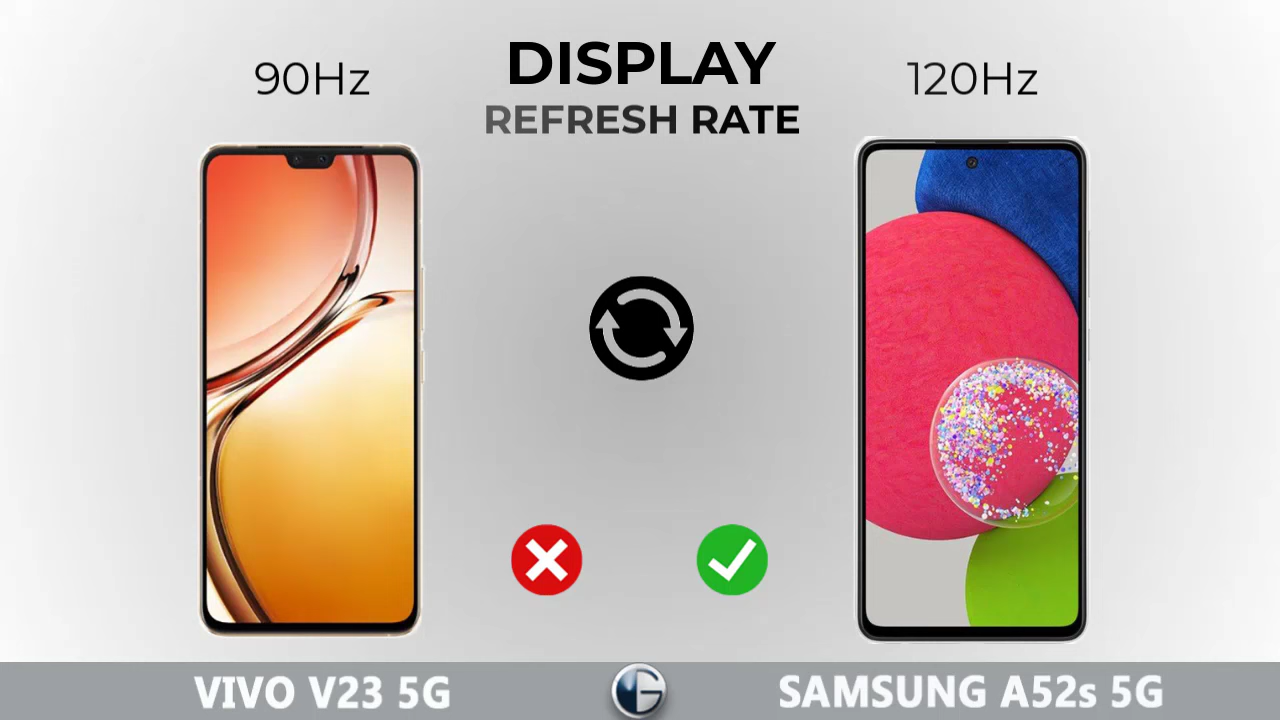 90Hz
DISPLAY
REFRESH RATE
120Hz
VIVO V23 5G
G
SAMSUNG A52s 5G